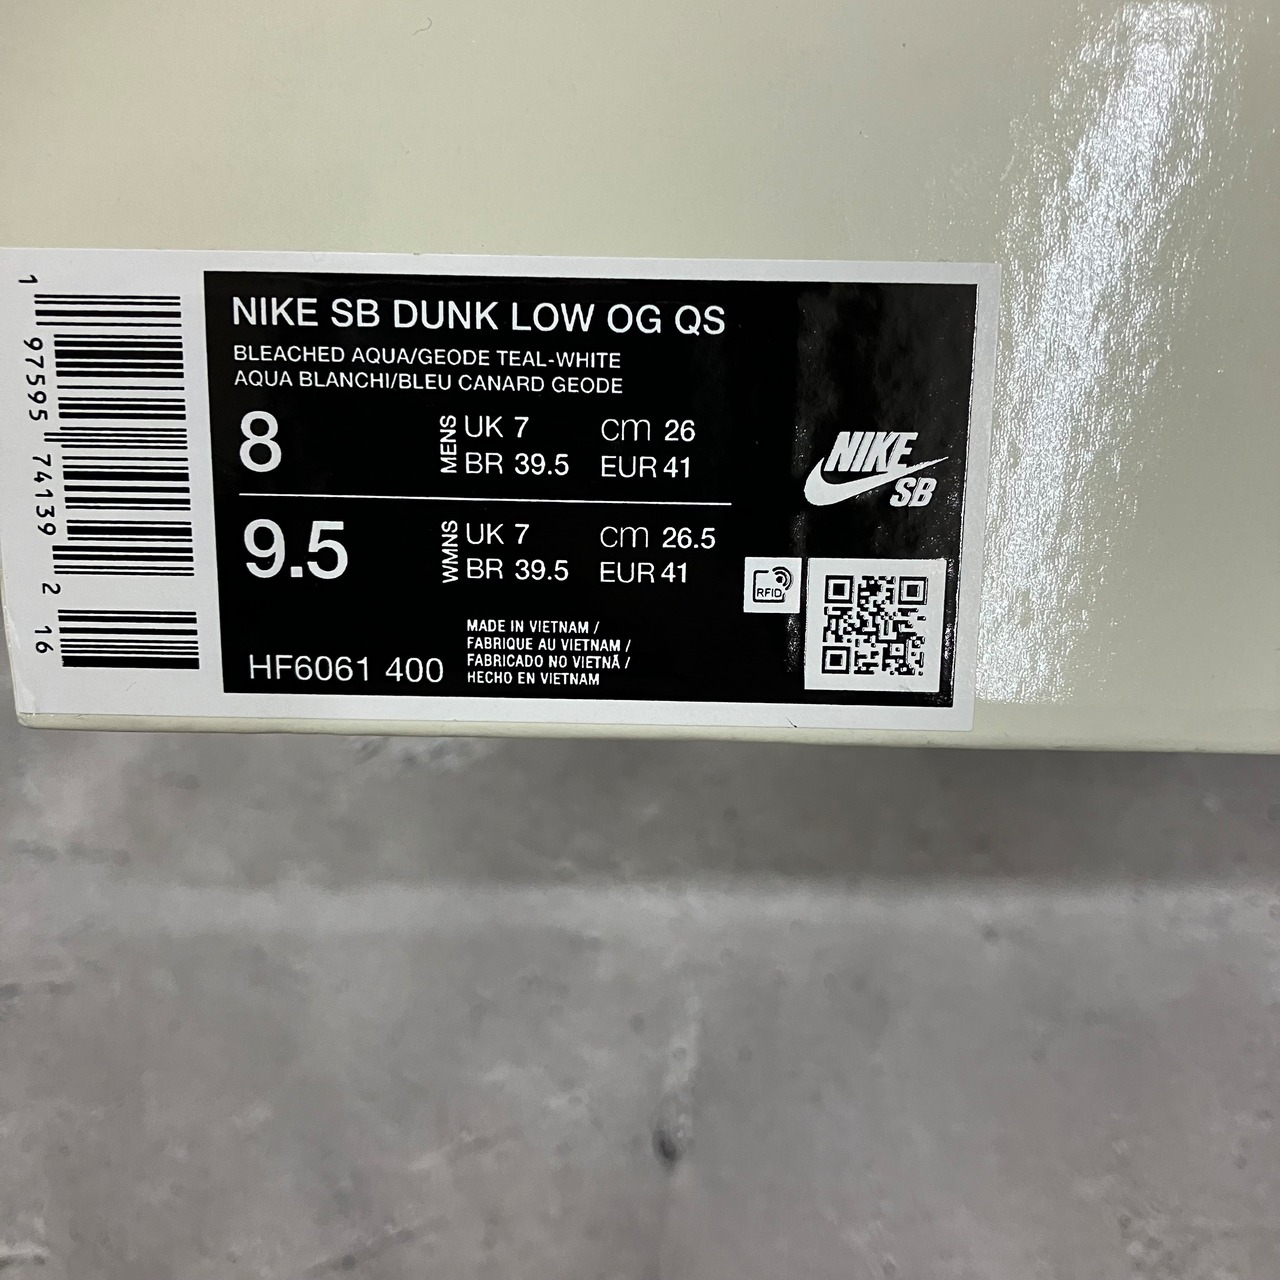 NIKE SB DUNK LOW OG QS
BLEACHED AQUA/GEODE TEAL-WHITE
AQUA BLANCHI/BLEU CANARD GEODE
8
MENS
UK 7
cm 26
BR 39.5
EUR 41
9.5
WMNS
UK 7
cm 26.5
BR 39.5
EUR 41
HF6061 400
MADE IN VIETNAM /
FABRIQUE AU VIETNAM /
FABRICADO NO VIETNÃ /
HECHO EN VIETNAM
NIKE
SB
RFID
1 97595 74139 2 16